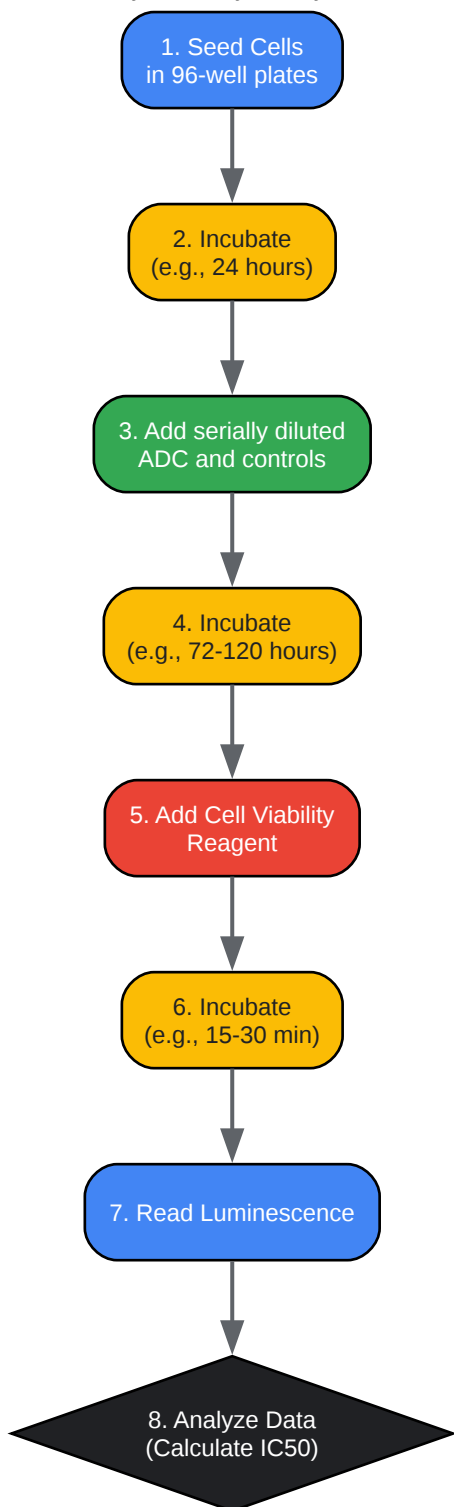 1. Seed Cells
in 96-well plates
2. Incubate
(e.g., 24 hours)
3. Add serially diluted
ADC and controls
4. Incubate
(e.g., 72-120 hours)
5. Add Cell Viability
Reagent
6. Incubate
(e.g., 15-30 min)
7. Read Luminescence
8. Analyze Data
(Calculate IC50)